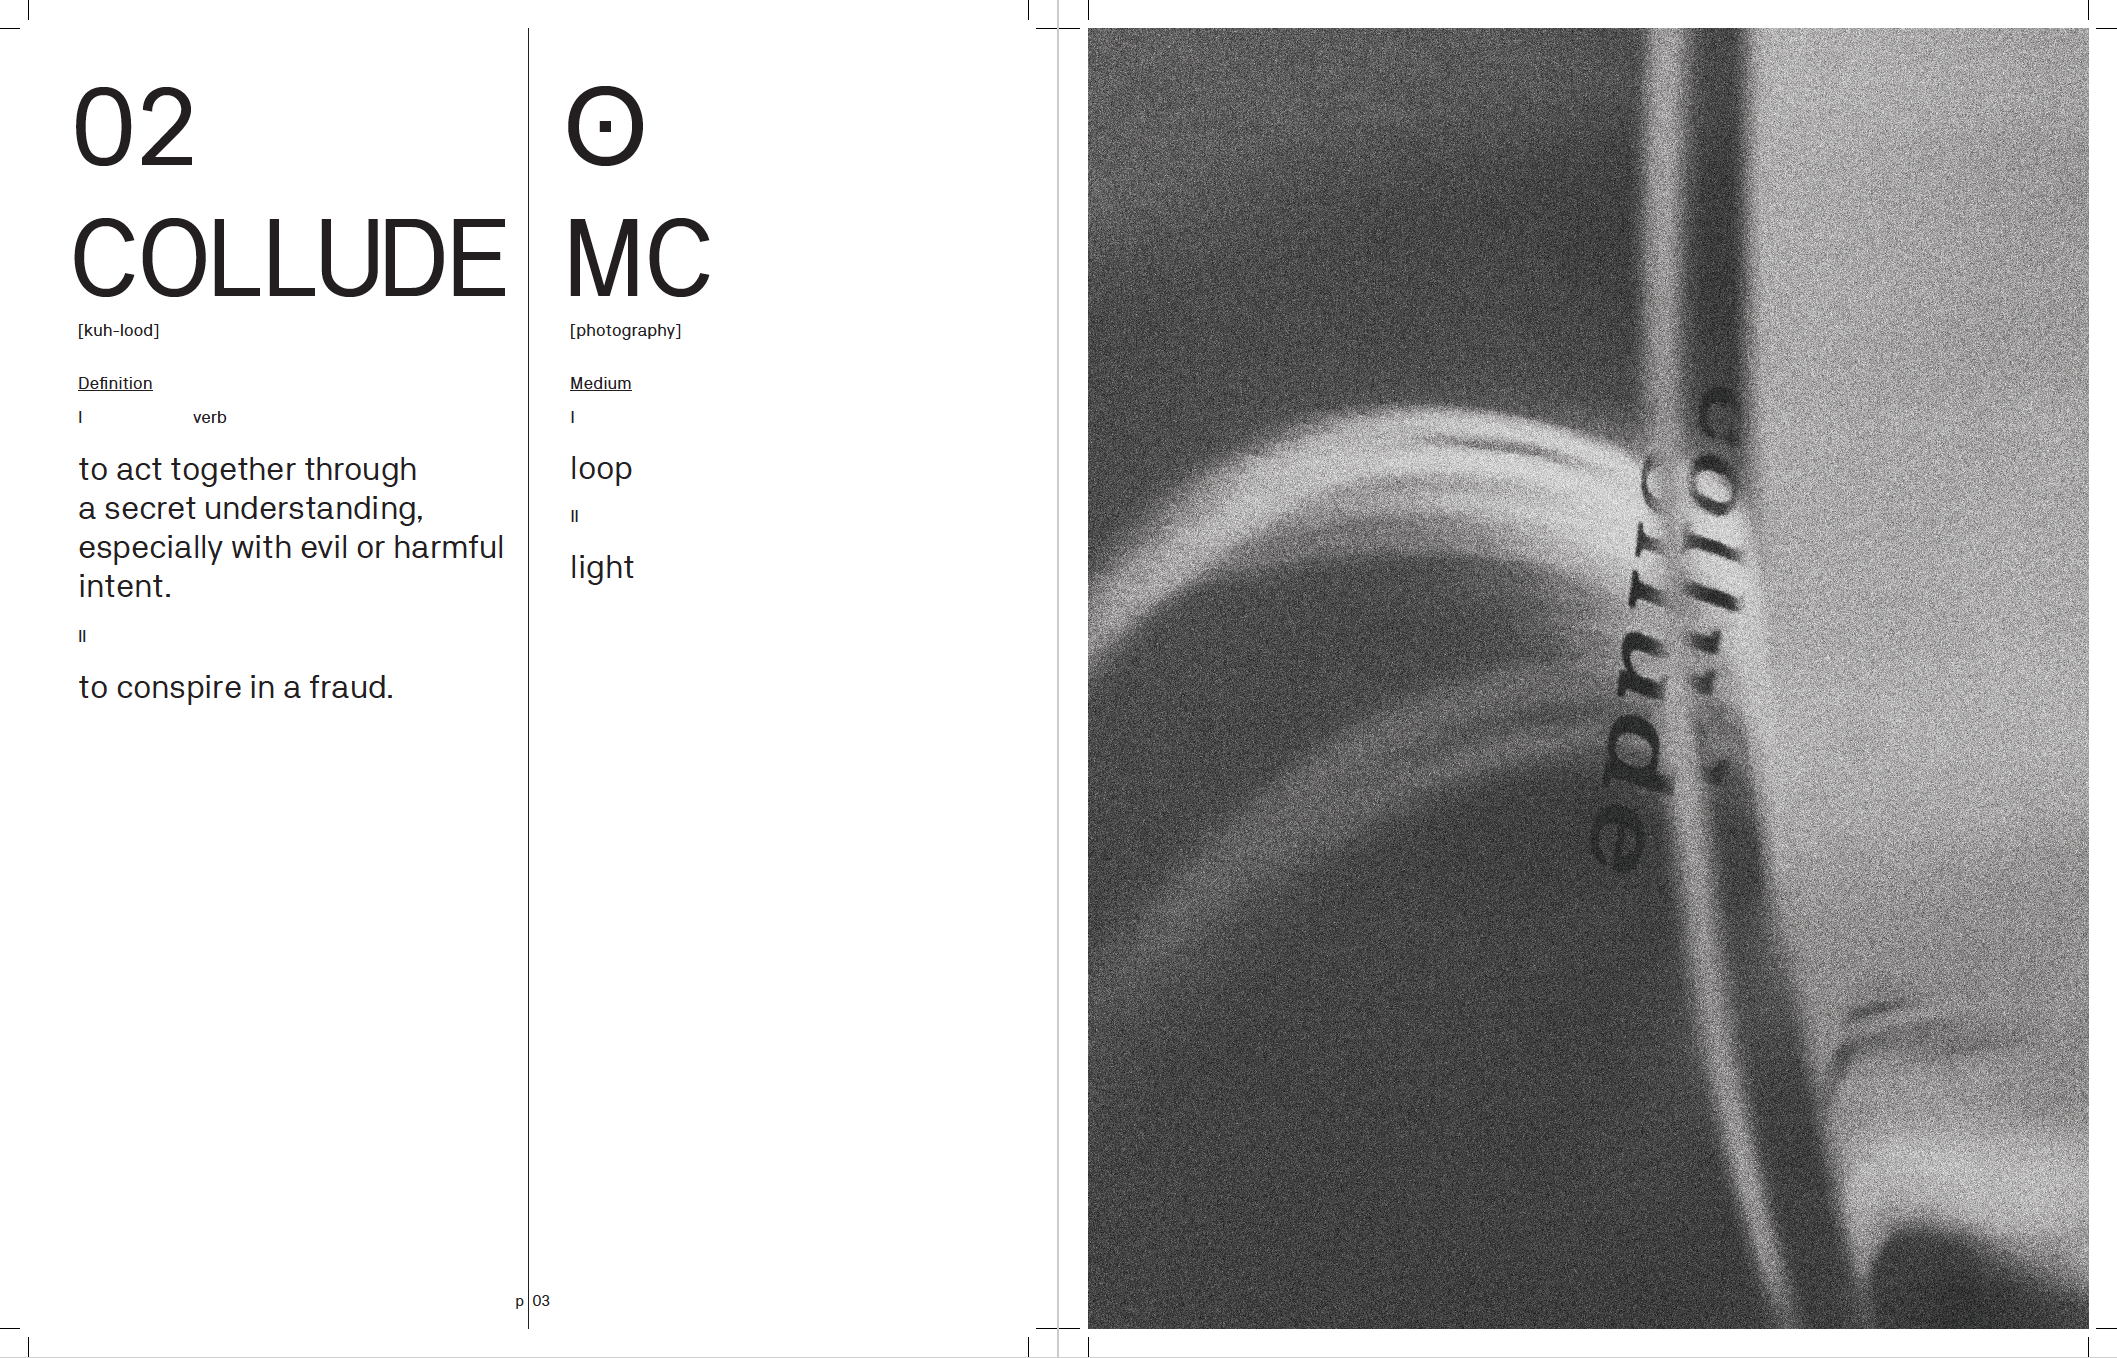 02
COLLUDE
[kuh-lood]
Definition
I verb
to act together through
a secret understanding,
especially with evil or harmful
intent.
II
to conspire in a fraud.
ʘ
MC
[photography]
Medium
I
loop
II
light
p 03
collude